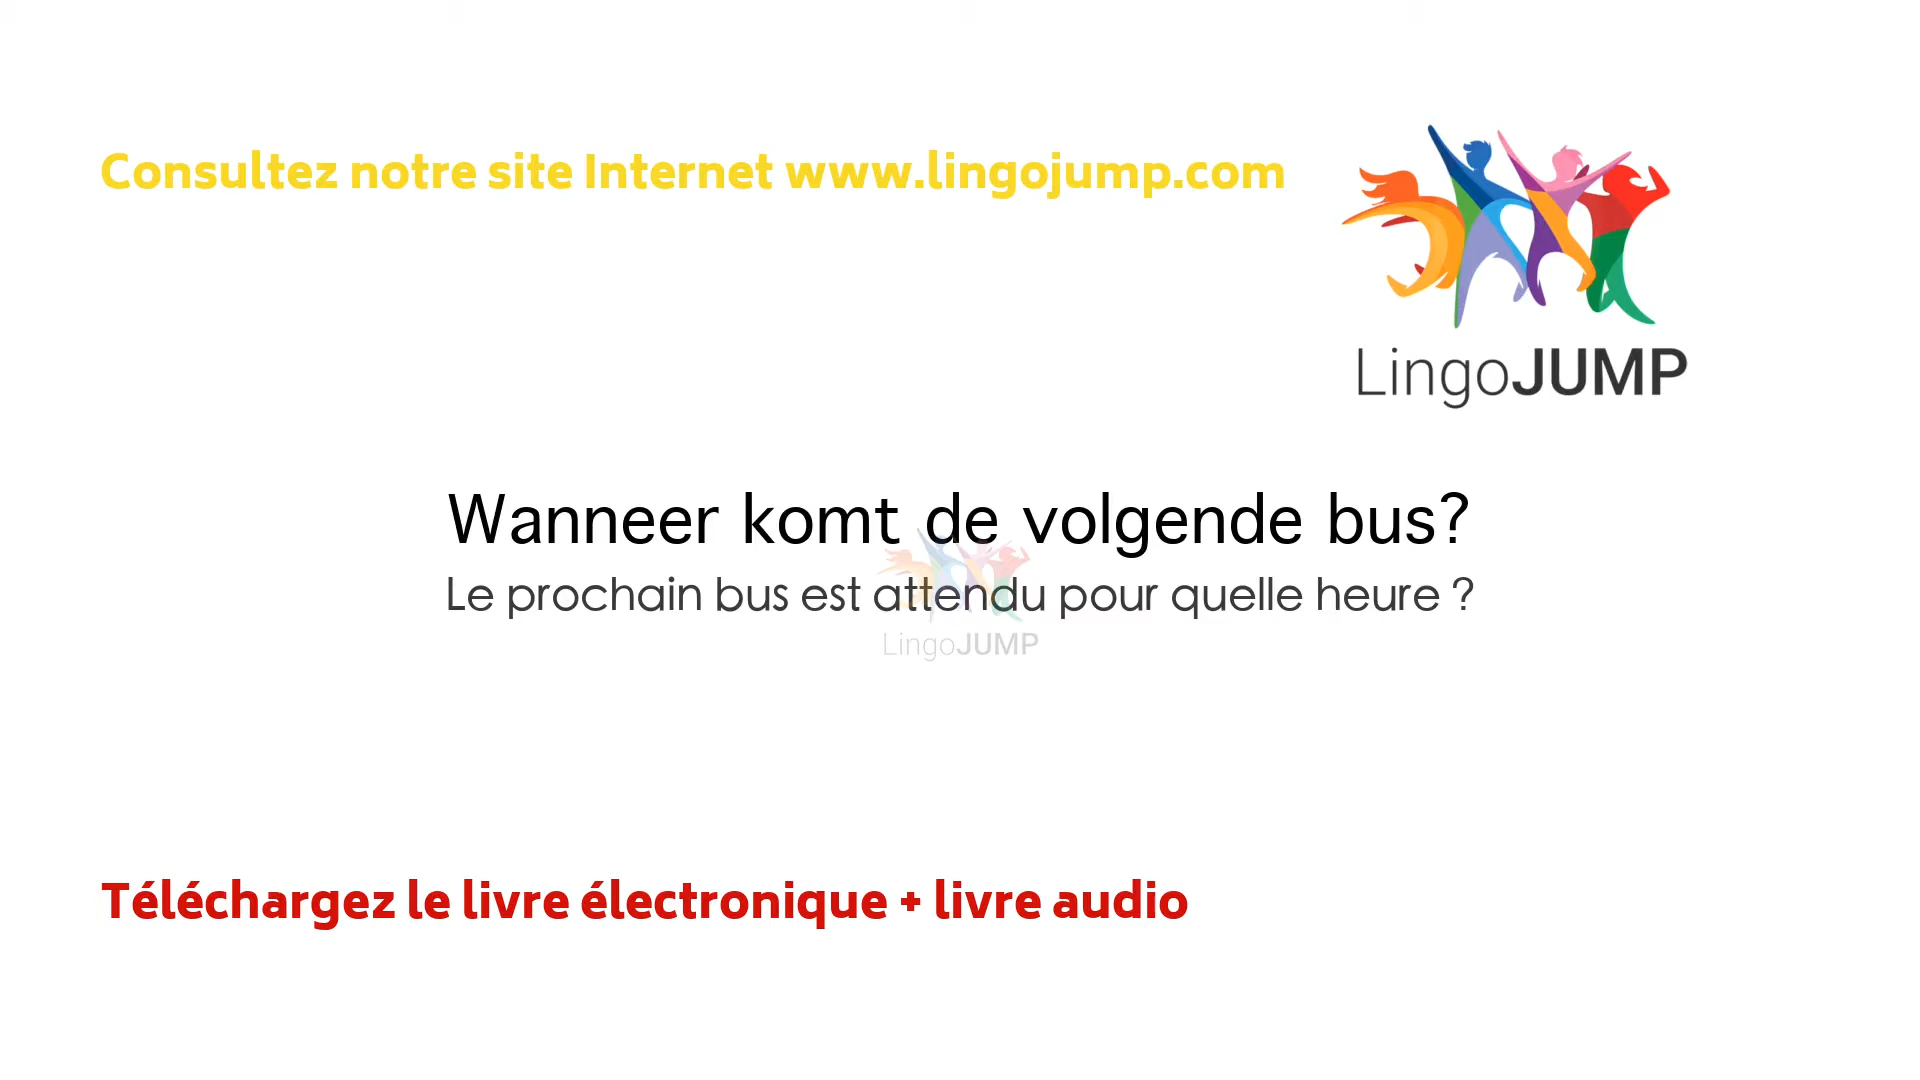 Consultez notre site Internet www.lingojump.com
LingoJUMP
Wanneer komt de volgende bus?
Le prochain bus est attendu pour quelle heure ?
LingoJUMP
Téléchargez le livre électronique + livre audio